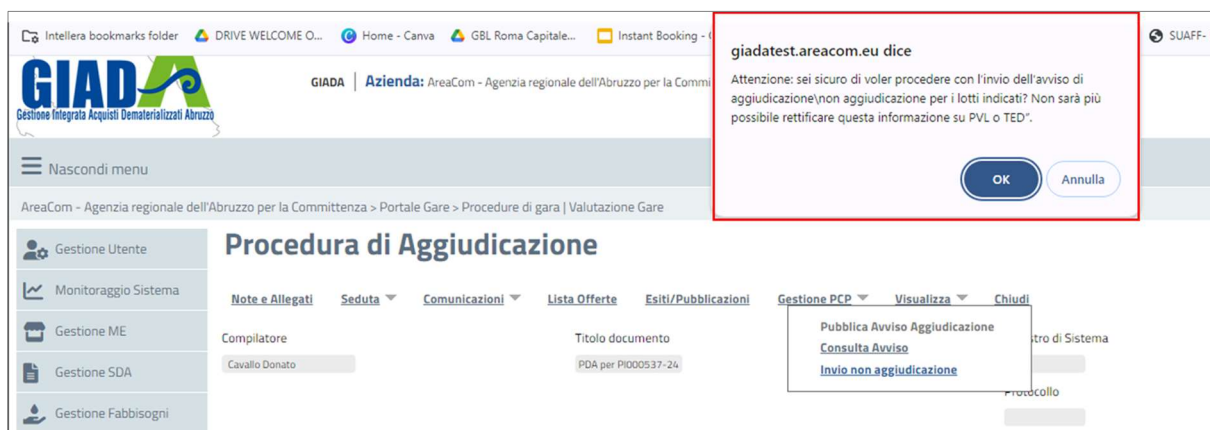 Intellera bookmarks folder DRIVE WELCOME O... Home - Canva GBL Roma Capitale... Instant Booking - SUAFF-
giadatest.areacom.eu dice
Attenzione: sei sicuro di voler procedere con l'invio dell'avviso di
aggiudicazione\non aggiudicazione per i lotti indicati? Non sarà più
possibile rettificare questa informazione su PVL o TED”.
OK Annulla
GIADA
Gestione Integrata Acquisti Dematerializzati Abruzzo
GIADA | Azienda: AreaCom - Agenzia regionale dell'Abruzzo per la Commi
Nascondi menu
AreaCom - Agenzia regionale dell'Abruzzo per la Committenza > Portale Gare > Procedure di gara | Valutazione Gare
Gestione Utente
Monitoraggio Sistema
Gestione ME
Gestione SDA
Gestione Fabbisogni
Procedura di Aggiudicazione
Note e Allegati Seduta Comunicazioni Lista Offerte Esiti/Pubblicazioni Gestione PCP Visualizza Chiudi
Pubblica Avviso Aggiudicazione
Consulta Avviso
Invio non aggiudicazione
Compilatore Titolo documento stro di Sistema
Cavallo Donato PDA per PI000537-24
Protocollo